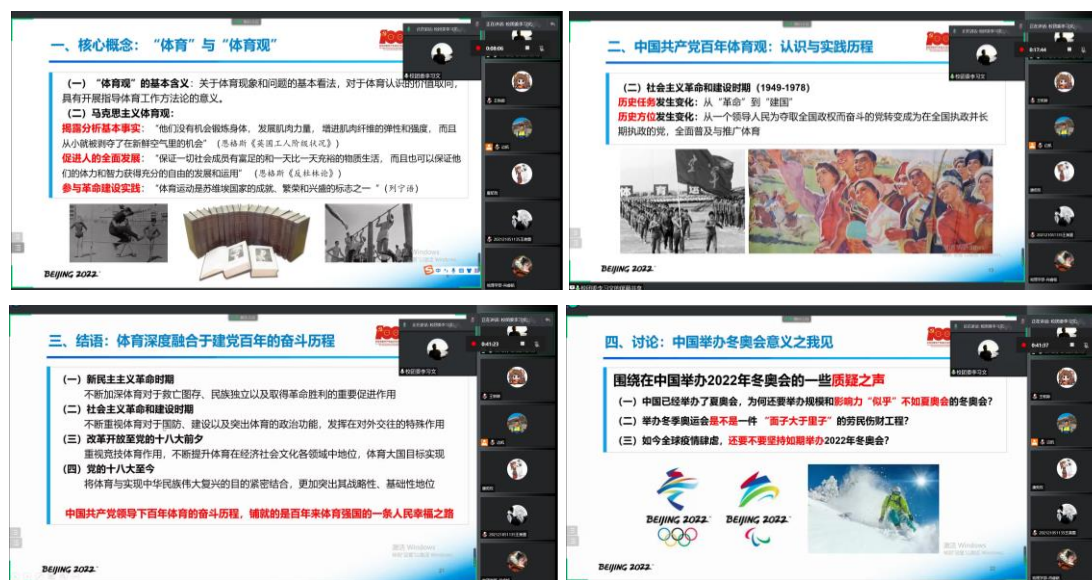 一、核心概念:“体育”与“体育观”
(一)“体育观”的基本含义:关于体育现象和问题的基本看法,对于体育认识的价值取向,
具有开展指导体育工作方法论的意义。
(二)马克思主义体育观:
揭露分析基本事实:“他们没有机会锻炼身体,发展肌肉力量,增进肌肉纤维的弹性和强度,而且
从小就被剥夺了在新鲜空气里的机会”(恩格斯《英国工人阶级状况》)
促进人的全面发展:“保证一切社会成员有富足的和一天比一天充裕的物质生活,而且也可以保证他
们的体力和智力获得充分的自由的发展和运用”(恩格斯《反杜林论》)
参与革命建设实践:“体育运动是苏维埃国家的成就、繁荣和兴盛的标志之一“(列宁语)
BEIJING 2022
0:00:06
二、中国共产党百年体育观:认识与实践历程
(二)社会主义革命和建设时期(1949-1978)
历史任务发生变化:从“革命”到“建国”
历史方位发生变化:从一个领导人民为夺取全国政权而奋斗的党转变成为在全国执政并长
期执政的党,全面普及与推广体育
体育运
BEIJING 2022
0:17:44
三、结语:体育深度融合于建党百年的奋斗历程
(一)新民主主义革命时期
不断加深体育对于救亡图存、民族独立以及取得革命胜利的重要促进作用
(二)社会主义革命和建设时期
不断重视体育对于国防、建设以及突出体育的政治功能,发挥在对外交往的特殊作用
(三)改革开放至党的十八大前夕
重视竞技体育作用,不断提升体育在经济社会文化各领域中地位,体育大国目标实现
(四)党的十八大至今
将体育与实现中华民族伟大复兴的目的紧密结合,更加突出其战略性、基础性地位
中国共产党领导下百年体育的奋斗历程,铺就的是百年来体育强国的一条人民幸福之路
激活 Windows
BEIJING 2022
0:41:23
四、讨论:中国举办冬奥会意义之我见
围绕在中国举办2022年冬奥会的一些质疑之声
(一)中国已经举办了夏奥会,为何还要举办规模和影响力“似乎”不如夏奥会的冬奥会?
(二)举办冬季奥运会是不是一件“面子大于里子”的劳民伤财工程?
(三)如今全球疫情肆虐,还要不要坚持如期举办2022年冬奥会?
BEIJING 2022
BEIJING 2022
激活 Windows
BEIJING 2022
0:41:37